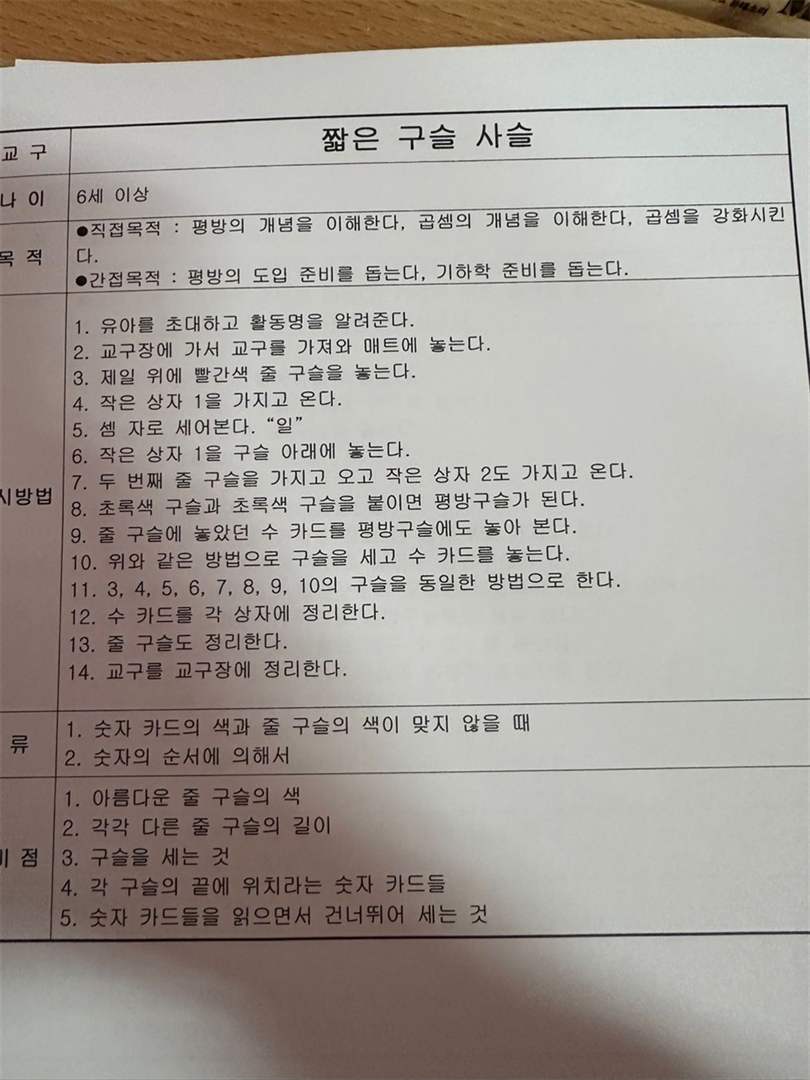 교 구
짧은 구슬 사슬
나 이
6세 이상
목 적
●직접목적 : 평방의 개념을 이해한다, 곱셈의 개념을 이해한다, 곱셈을 강화시킨
다.
●간접목적 : 평방의 도입 준비를 돕는다, 기하학 준비를 돕는다.
시방법
1. 유아를 초대하고 활동명을 알려준다.
2. 교구장에 가서 교구를 가져와 매트에 놓는다.
3. 제일 위에 빨간색 줄 구슬을 놓는다.
4. 작은 상자 1을 가지고 온다.
5. 셈 자로 세어본다. “일”
6. 작은 상자 1을 구슬 아래에 놓는다.
7. 두 번째 줄 구슬을 가지고 오고 작은 상자 2도 가지고 온다.
8. 초록색 구슬과 초록색 구슬을 붙이면 평방구슬가 된다.
9. 줄 구슬에 놓았던 수 카드를 평방구슬에도 놓아 본다.
10. 위와 같은 방법으로 구슬을 세고 수 카드를 놓는다.
11. 3, 4, 5, 6, 7, 8, 9, 10의 구슬을 동일한 방법으로 한다.
12. 수 카드를 각 상자에 정리한다.
13. 줄 구슬도 정리한다.
14. 교구를 교구장에 정리한다.
류
1. 숫자 카드의 색과 줄 구슬의 색이 맞지 않을 때
2. 숫자의 순서에 의해서
미 점
1. 아름다운 줄 구슬의 색
2. 각각 다른 줄 구슬의 길이
3. 구슬을 세는 것
4. 각 구슬의 끝에 위치라는 숫자 카드들
5. 숫자 카드들을 읽으면서 건너뛰어 세는 것